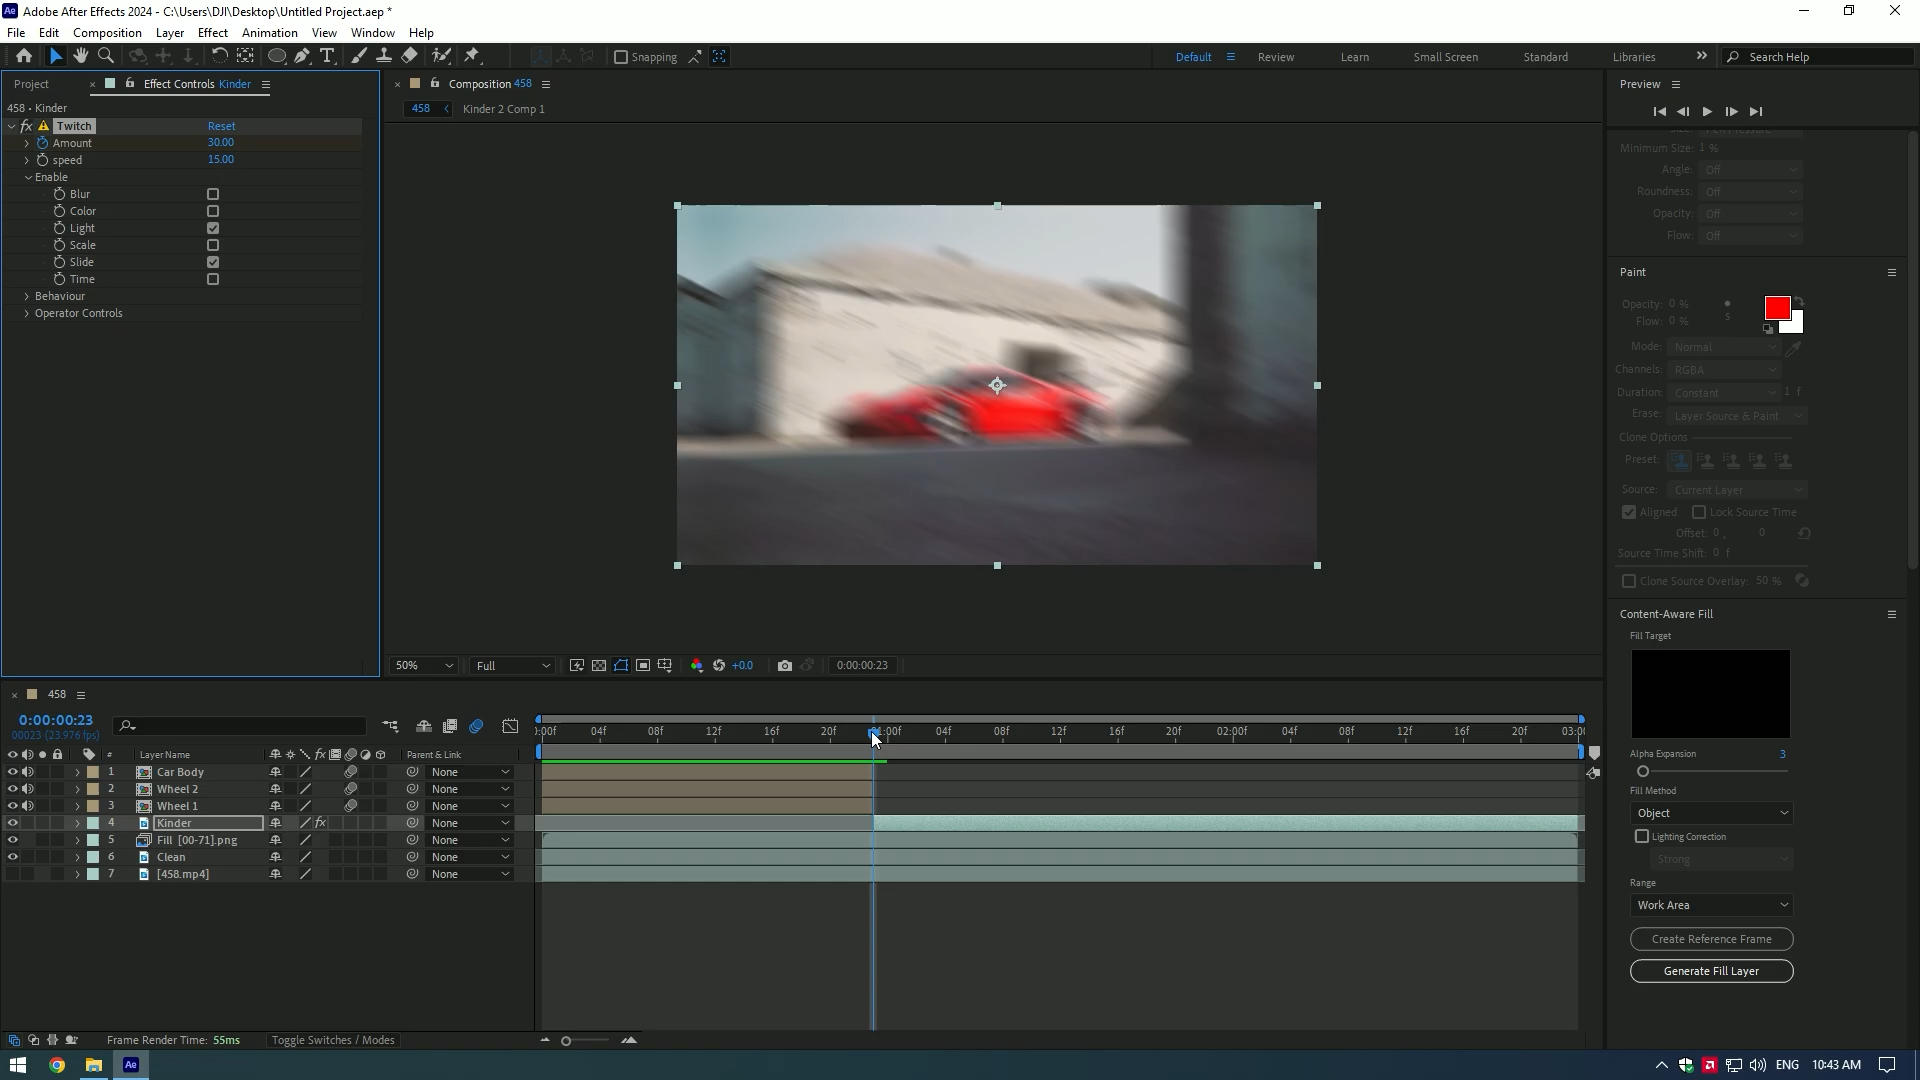 Adobe After Effects 2024 - C:\Users\DJI\Desktop\Untitled Project.aep *
File Edit Composition Layer Effect Animation View Window Help
Snapping
Default Review Learn Small Screen Standard Libraries Search Help
Project Effect Controls Kinder
458 • Kinder
fx Twitch Reset
Amount 30.00
speed 15.00
Enable
Blur
Color
Light
Scale
Slide
Time
Behaviour
Operator Controls
Composition 458
458 Kinder 2 Comp 1
50% Full +0.0 0:00:00:23
Preview
Minimum Size: 1 %
Angle: Off
Roundness: Off
Opacity: Off
Flow: Off
Paint
Opacity: 0 %
Flow: 0 %
Mode: Normal
Channels: RGBA
Duration: Constant 1 f
Erase: Layer Source & Paint
Clone Options
Preset:
Source: Current Layer
Aligned Lock Source Time
Offset: 0 , 0
Source Time Shift: 0 f
Clone Source Overlay: 50 %
Content-Aware Fill
Fill Target
Alpha Expansion 3
Fill Method
Object
Lighting Correction
Strong
Range
Work Area
Create Reference Frame
Generate Fill Layer
458
0:00:00:23
00023 (23.976 fps)
:00f 04f 08f 12f 16f 20f 01:00f 04f 08f 12f 16f 20f 02:00f 04f 08f 12f 16f 20f 03:00
# Layer Name fx Parent & Link
1 Car Body None
2 Wheel 2 None
3 Wheel 1 None
4 Kinder fx None
5 Fill [00-71].png None
6 Clean None
7 [458.mp4] None
Frame Render Time: 55ms Toggle Switches / Modes
Ae ENG 10:43 AM